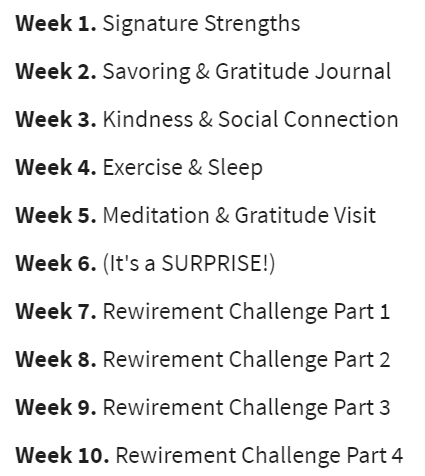 Week 1. Signature Strengths
Week 2. Savoring & Gratitude Journal
Week 3. Kindness & Social Connection
Week 4. Exercise & Sleep
Week 5. Meditation & Gratitude Visit
Week 6. (It's a SURPRISE!)
Week 7. Rewirement Challenge Part 1
Week 8. Rewirement Challenge Part 2
Week 9. Rewirement Challenge Part 3
Week 10. Rewirement Challenge Part 4